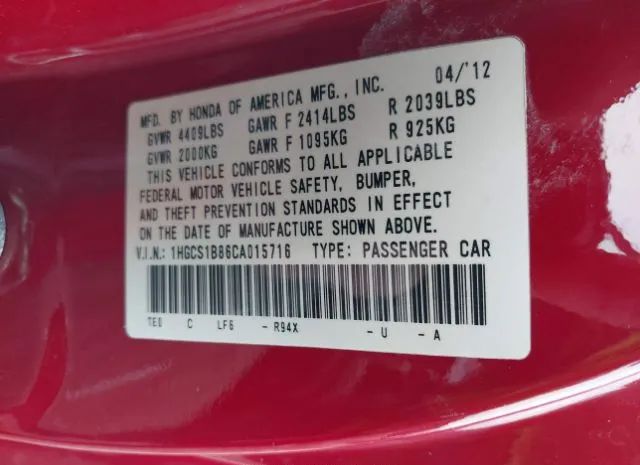 MFD. BY HONDA OF AMERICA MFG., INC. 04/'12
GVWR 4409LBS GAWR F 2414LBS R 2039LBS
GVWR 2000KG GAWR F 1095KG R 925KG
THIS VEHICLE CONFORMS TO ALL APPLICABLE
FEDERAL MOTOR VEHICLE SAFETY, BUMPER,
AND THEFT PREVENTION STANDARDS IN EFFECT
ON THE DATE OF MANUFACTURE SHOWN ABOVE.
V.I.N.: 1HGCS1B86CA015716 TYPE: PASSENGER CAR
TE0 C LF6 - R94X - U - A